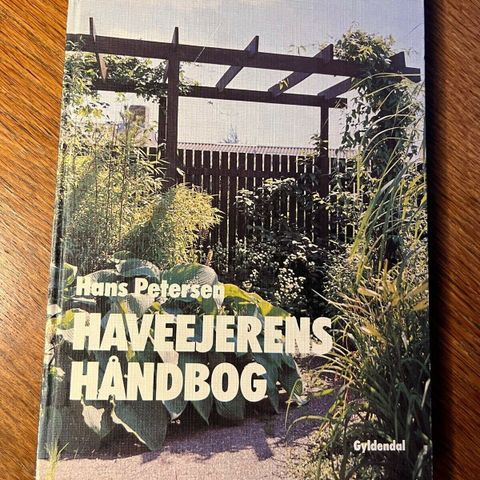 Hans Petersen
HAVEEJERENS
HÅNDBOG
Gyldendal